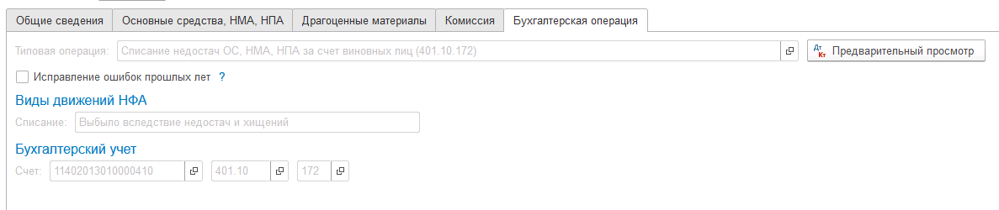 Общие сведения Основные средства, НМА, НПА Драгоценные материалы Комиссия Бухгалтерская операция
Типовая операция: Списание недостач ОС, НМА, НПА за счет виновных лиц (401.10.172) Дт Кт Предварительный просмотр
Исправление ошибок прошлых лет ?
Виды движений НФА
Списание: Выбыло вследствие недостач и хищений
Бухгалтерский учет
Счет: 11402013010000410 401.10 172